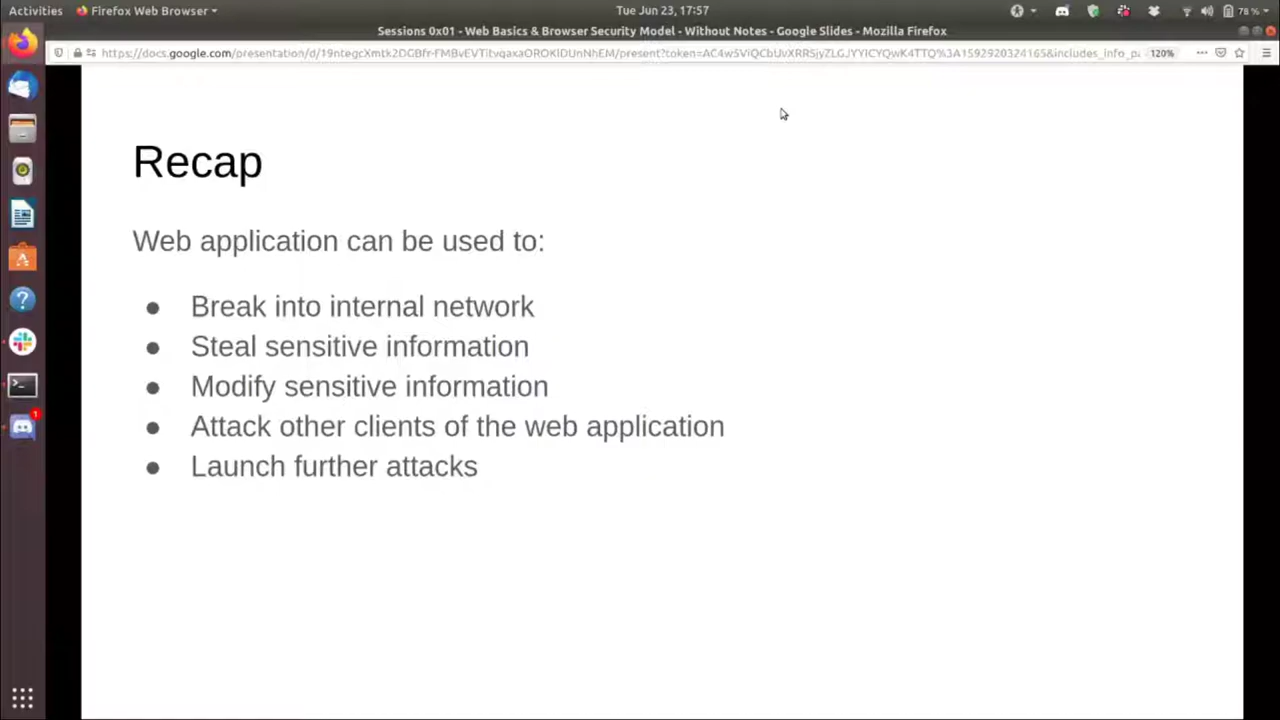 Activities
Firefox Web Browser
Tue Jun 23, 17:57
78 %
Sessions 0x01 - Web Basics & Browser Security Model - Without Notes - Google Slides - Mozilla Firefox
120%
Recap
Web application can be used to:
● Break into internal network
● Steal sensitive information
● Modify sensitive information
● Attack other clients of the web application
● Launch further attacks
1